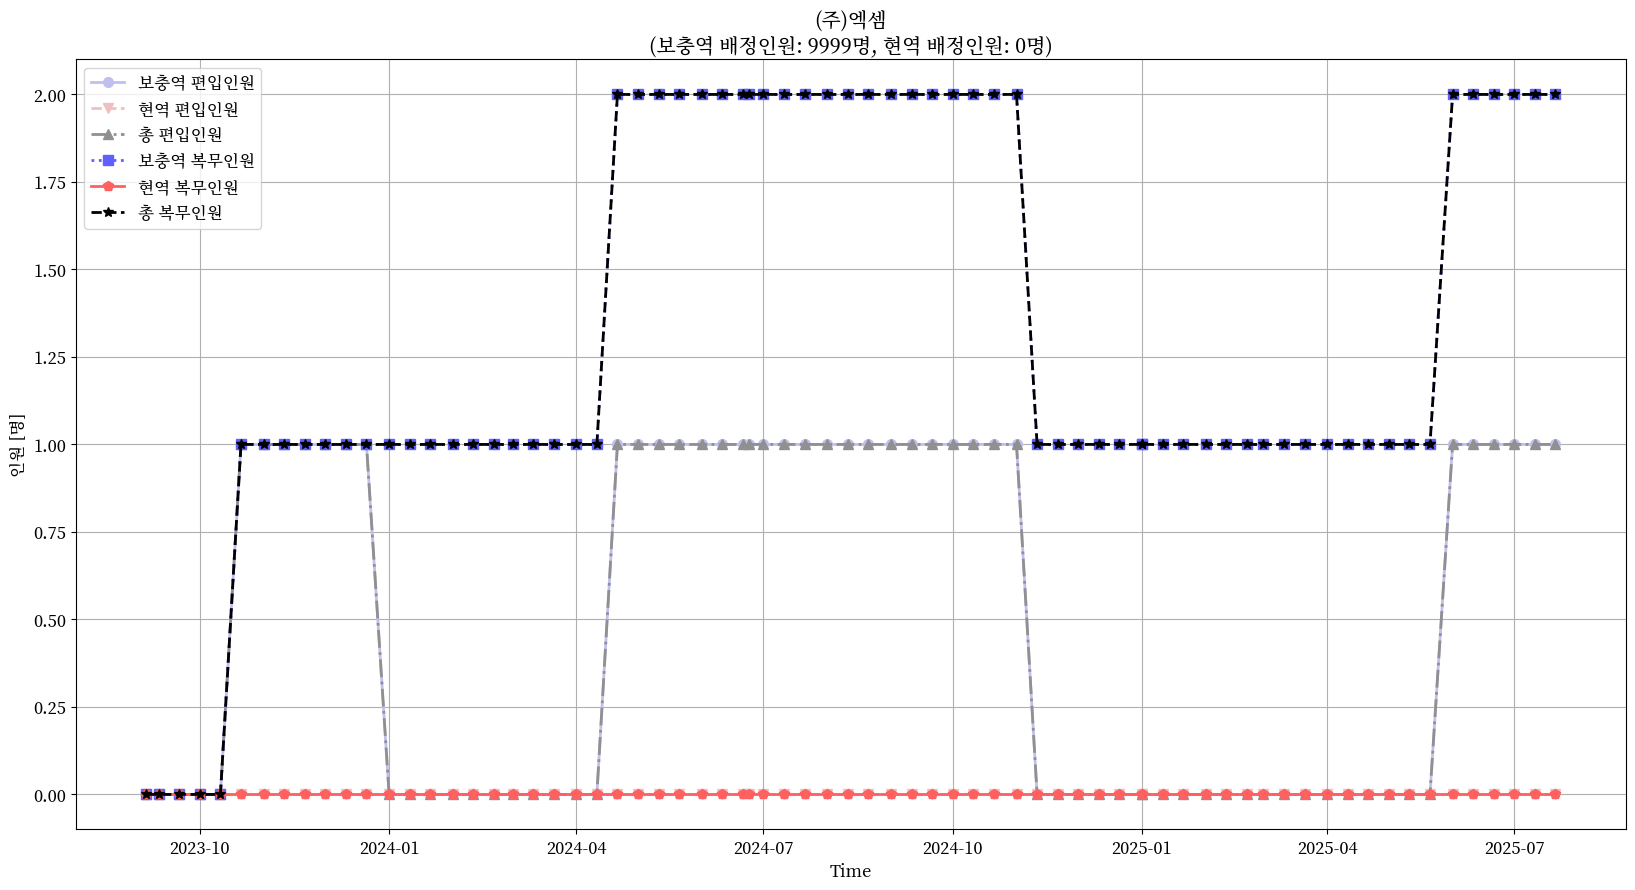 (주)엑셈
(보충역 배정인원: 9999명, 현역 배정인원: 0명)
보충역 편입인원
현역 편입인원
총 편입인원
보충역 복무인원
현역 복무인원
총 복무인원
인원 [명]
2.00
1.75
1.50
1.25
1.00
0.75
0.50
0.25
0.00
2023-10
2024-01
2024-04
2024-07
2024-10
2025-01
2025-04
2025-07
Time